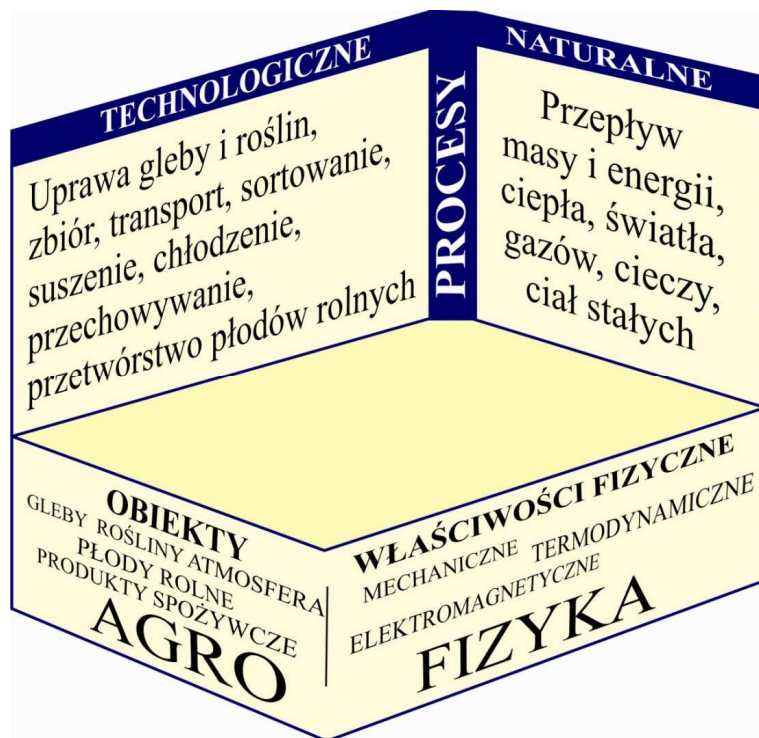 TECHNOLOGICZNE
Uprawa gleby i roślin,
zbiór, transport, sortowanie,
suszenie, chłodzenie,
przechowywanie,
przetwórstwo płodów rolnych
PROCESY
NATURALNE
Przepływ
masy i energii,
ciepła, światła,
gazów, cieczy,
ciał stałych
OBIEKTY
GLEBY ROŚLINY ATMOSFERA
PŁODY ROLNE
PRODUKTY SPOŻYWCZE
AGRO
WŁAŚCIWOŚCI FIZYCZNE
MECHANICZNE TERMODYNAMICZNE
ELEKTROMAGNETYCZNE
FIZYKA